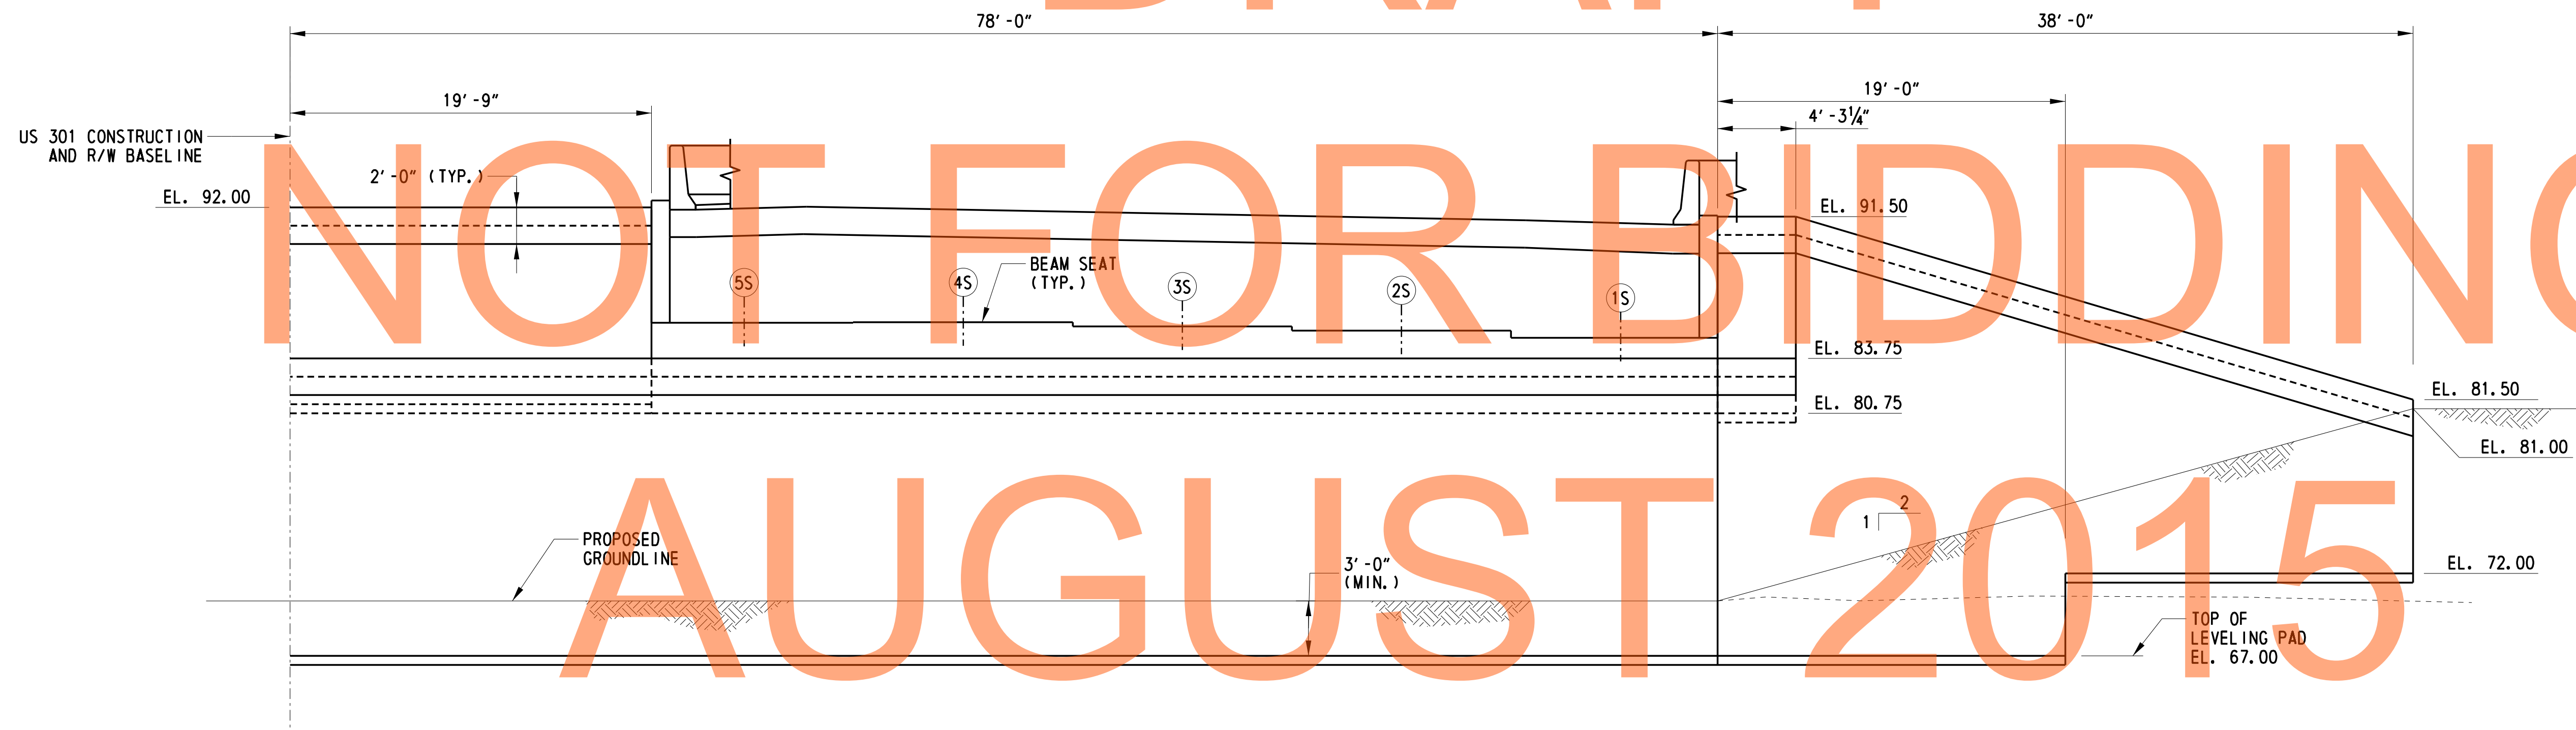 DRAFT
78'-0"
38'-0"
19'-9"
19'-0"
4'-3¼"
US 301 CONSTRUCTION
AND R/W BASELINE
2'-0" (TYP.)
EL. 92.00
EL. 91.50
NOT FOR BIDDING
BEAM SEAT
(TYP.)
5S
4S
3S
2S
1S
EL. 83.75
EL. 81.50
EL. 80.75
EL. 81.00
2
1
AUGUST 2015
PROPOSED
GROUNDLINE
3'-0"
(MIN.)
EL. 72.00
TOP OF
LEVELING PAD
EL. 67.00